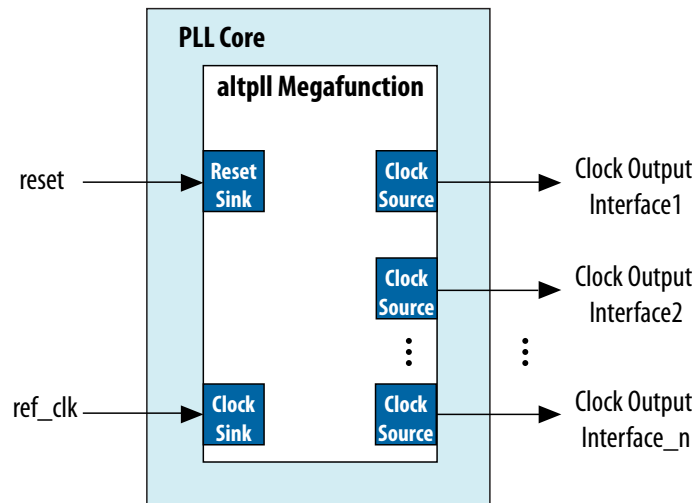 PLL Core
altpll Megafunction
reset
Reset
Sink
Clock
Source
Clock Output
Interface1
Clock
Source
Clock Output
Interface2
ref_clk
Clock
Sink
Clock
Source
Clock Output
Interface_n